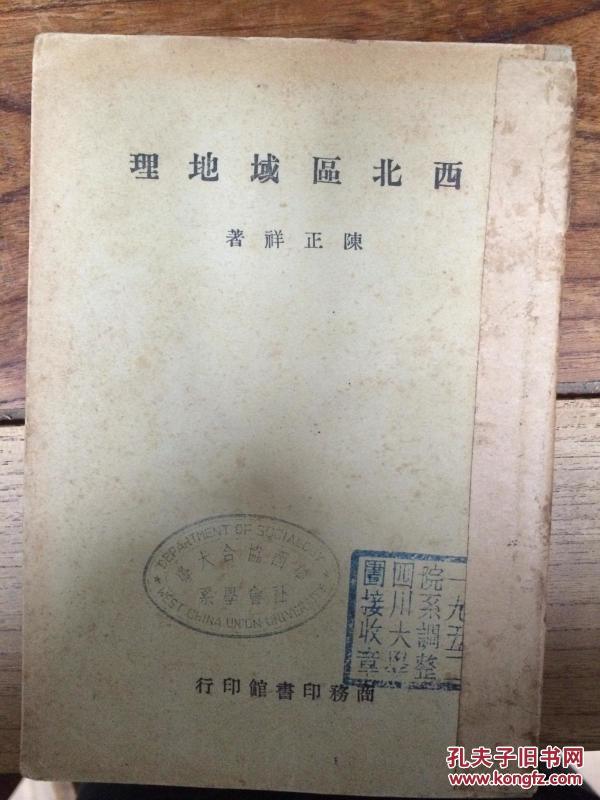 西北區域地理
陳正祥著
DEPARTMENT OF SOCIALOGY
華西協合大學
社會學系
WEST CHINA UNION UNIVERSITY
一九五二
院系調整
四川大學
圖書接收章
商務印書館印行
孔夫子旧书网
www.kongfz.com